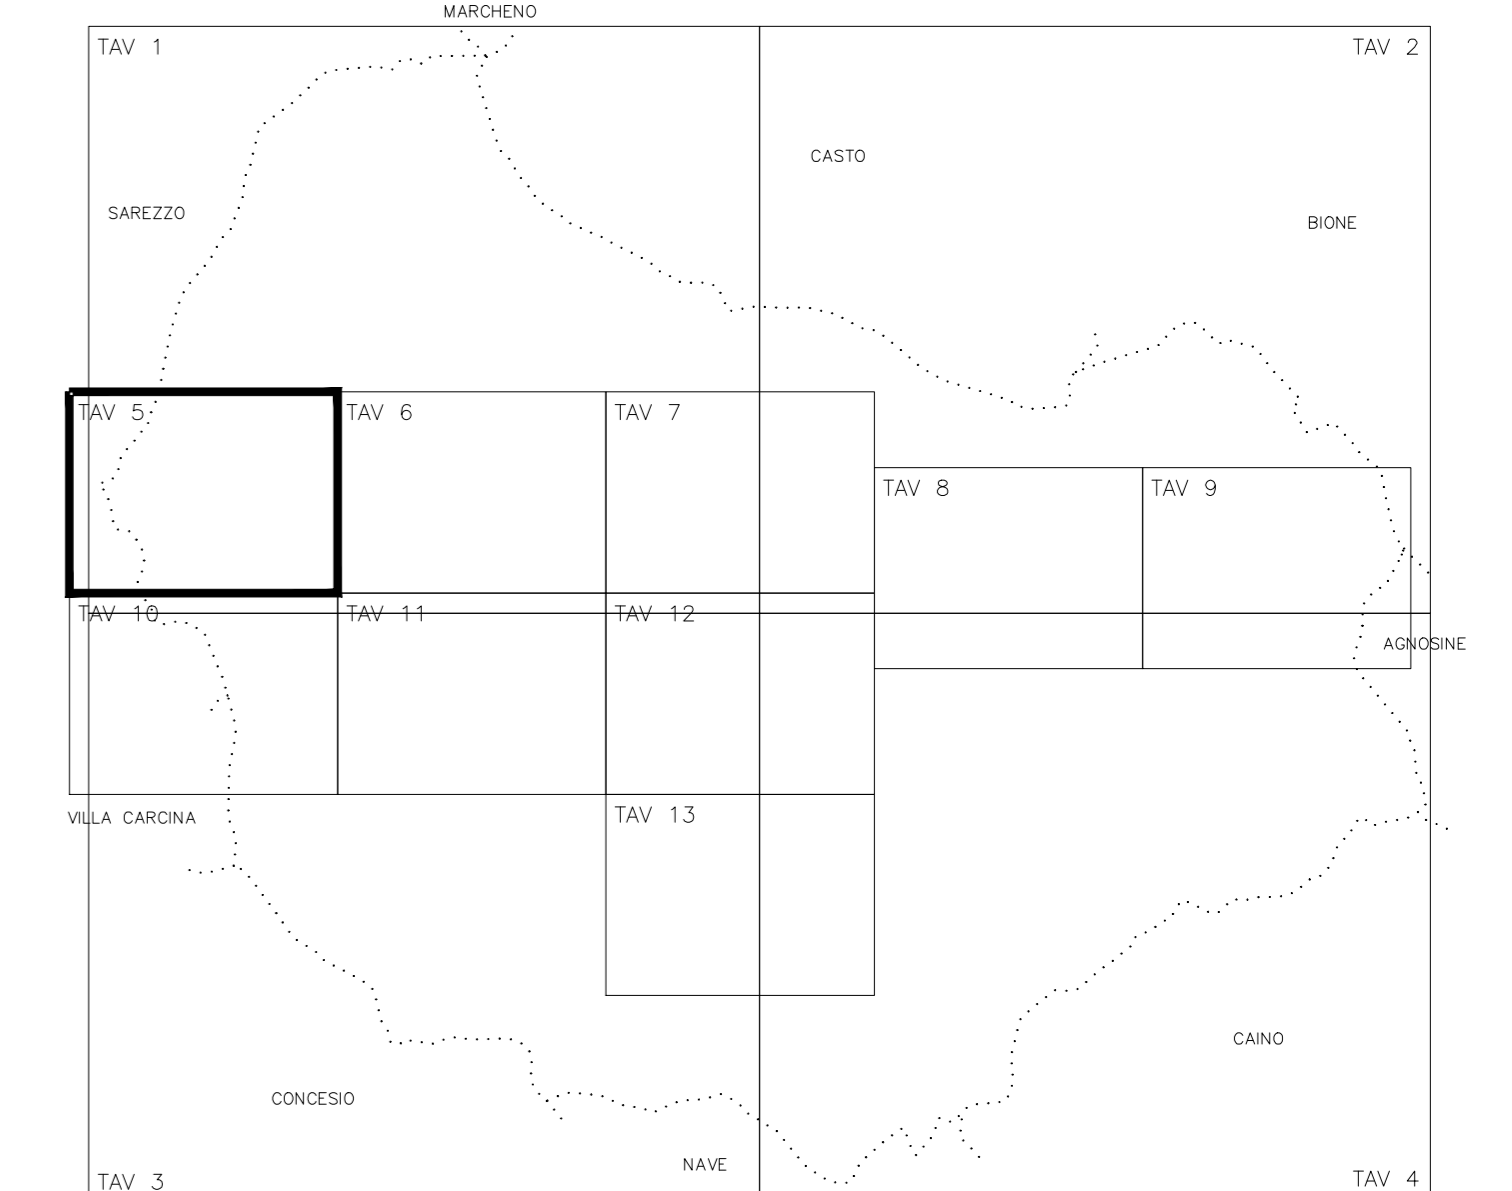 MARCHENO
TAV 1
TAV 2
CASTO
SAREZZO
BIONE
TAV 5
TAV 6
TAV 7
TAV 8
TAV 9
TAV 10
TAV 11
TAV 12
AGNOSINE
VILLA CARCINA
TAV 13
CAINO
CONCESIO
NAVE
TAV 3
TAV 4